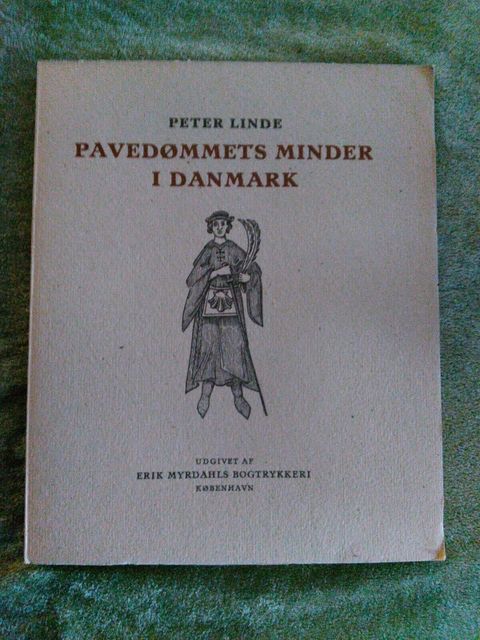 PETER LINDE
PAVEDØMMETS MINDER
I DANMARK
UDGIVET AF
ERIK MYRDAHLS BOGTRYKKERI
KØBENHAVN